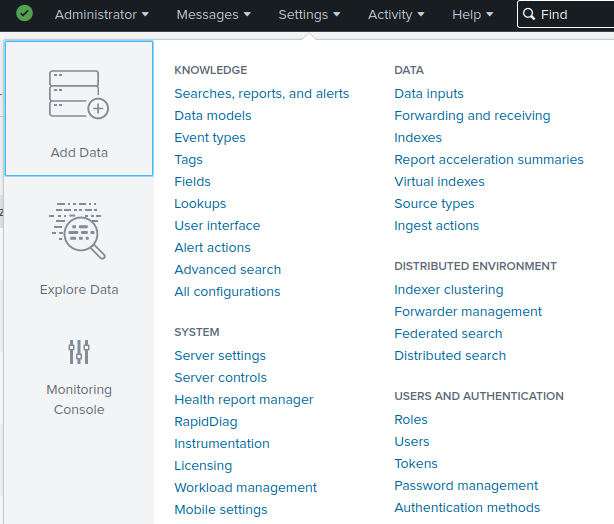 Administrator Messages Settings Activity Help Find
Add Data
Explore Data
Monitoring
Console
KNOWLEDGE
Searches, reports, and alerts
Data models
Event types
Tags
Fields
Lookups
User interface
Alert actions
Advanced search
All configurations
SYSTEM
Server settings
Server controls
Health report manager
RapidDiag
Instrumentation
Licensing
Workload management
Mobile settings
DATA
Data inputs
Forwarding and receiving
Indexes
Report acceleration summaries
Virtual indexes
Source types
Ingest actions
DISTRIBUTED ENVIRONMENT
Indexer clustering
Forwarder management
Federated search
Distributed search
USERS AND AUTHENTICATION
Roles
Users
Tokens
Password management
Authentication methods